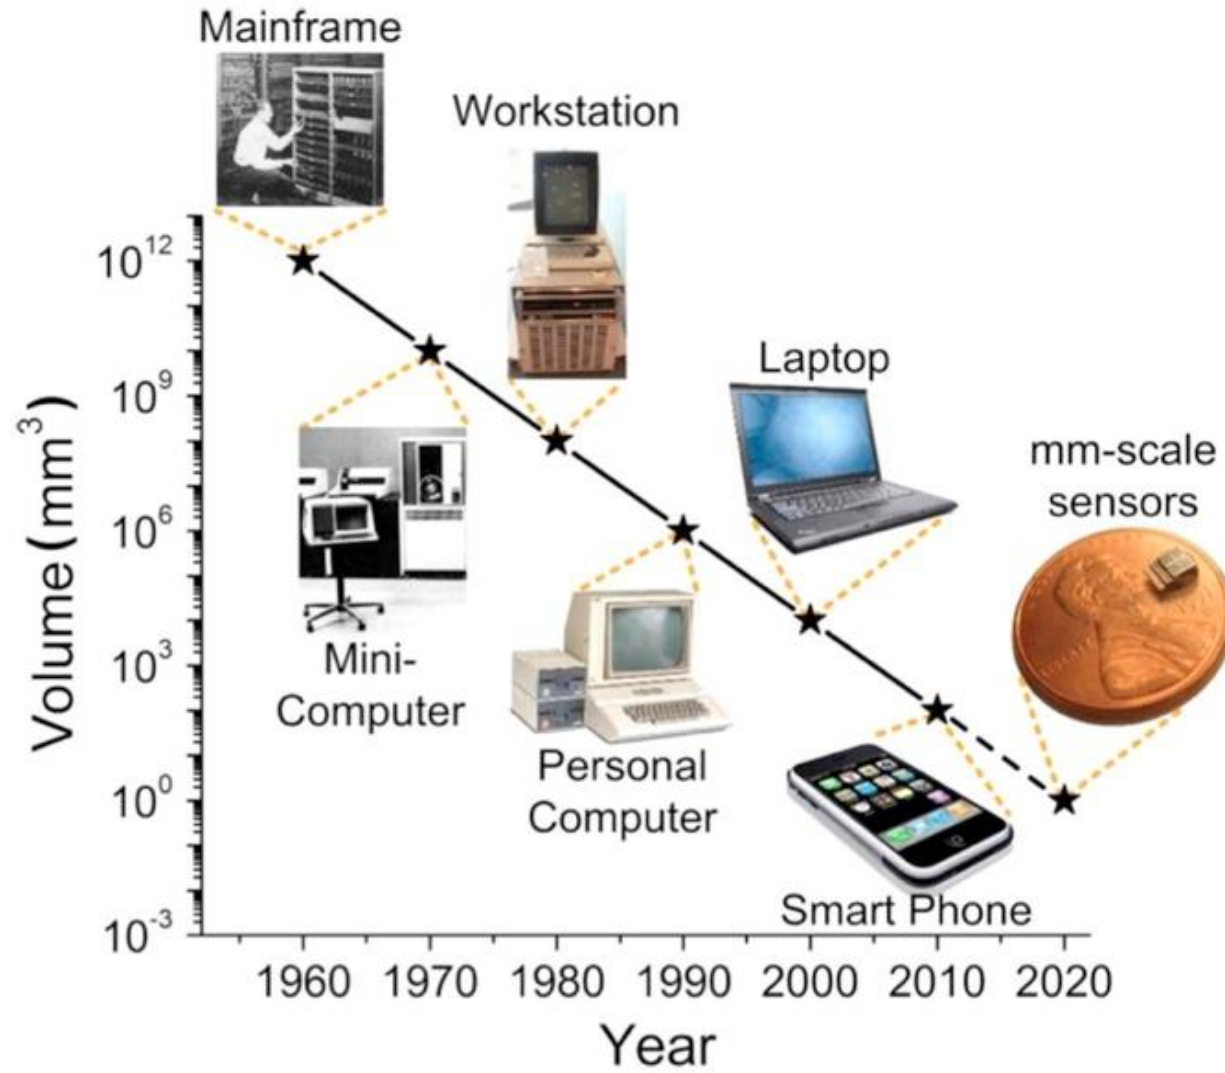 Mainframe
Workstation
Laptop
mm-scale
sensors
Mini-
Computer
Personal
Computer
Smart Phone
Volume (mm³)
10¹²
10⁹
10⁶
10³
10⁰
10⁻³
1960 1970 1980 1990 2000 2010 2020
Year